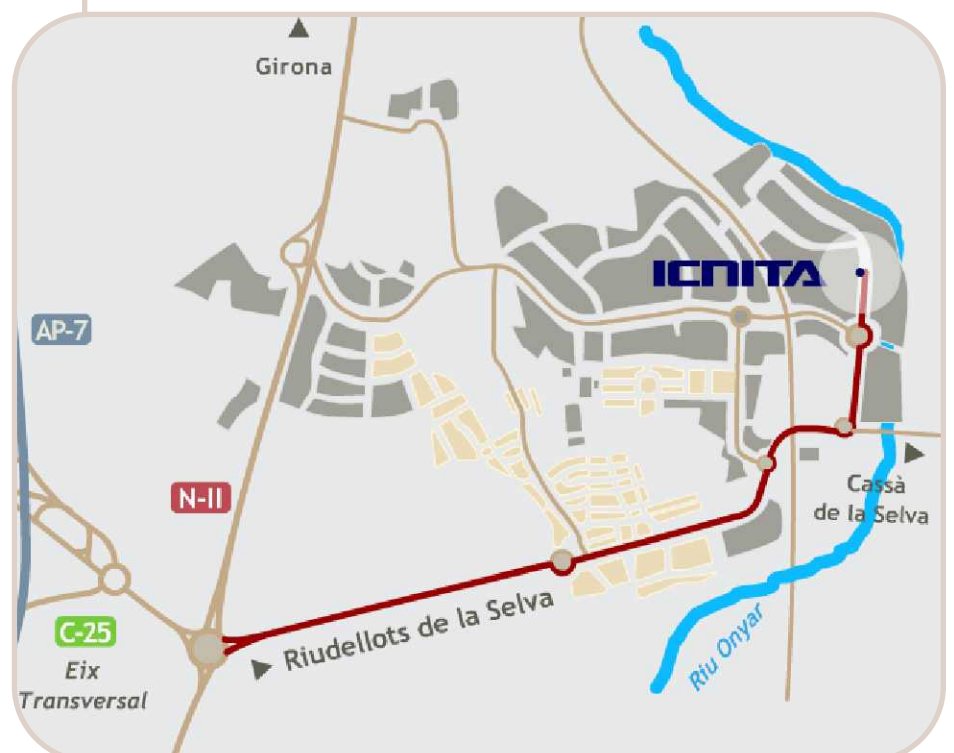 Girona
ICNITA
AP-7
N-II
Cassà
de la Selva
Riudellots de la Selva
C-25
Eix
Transversal
Riu Onyar